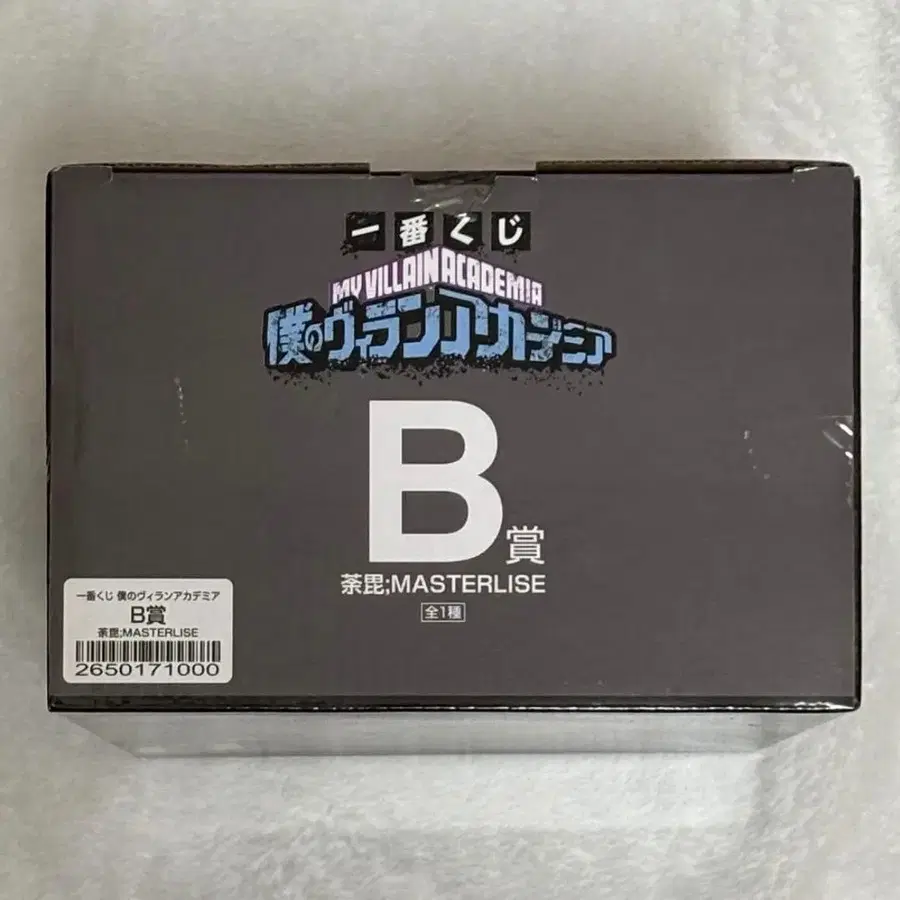 一番くじ
MY VILLAIN ACADEMIA
僕のヴィランアカデミア
B賞
荼毘;MASTERLISE
全1種
一番くじ 僕のヴィランアカデミア
B賞
荼毘;MASTERLISE
2650171000